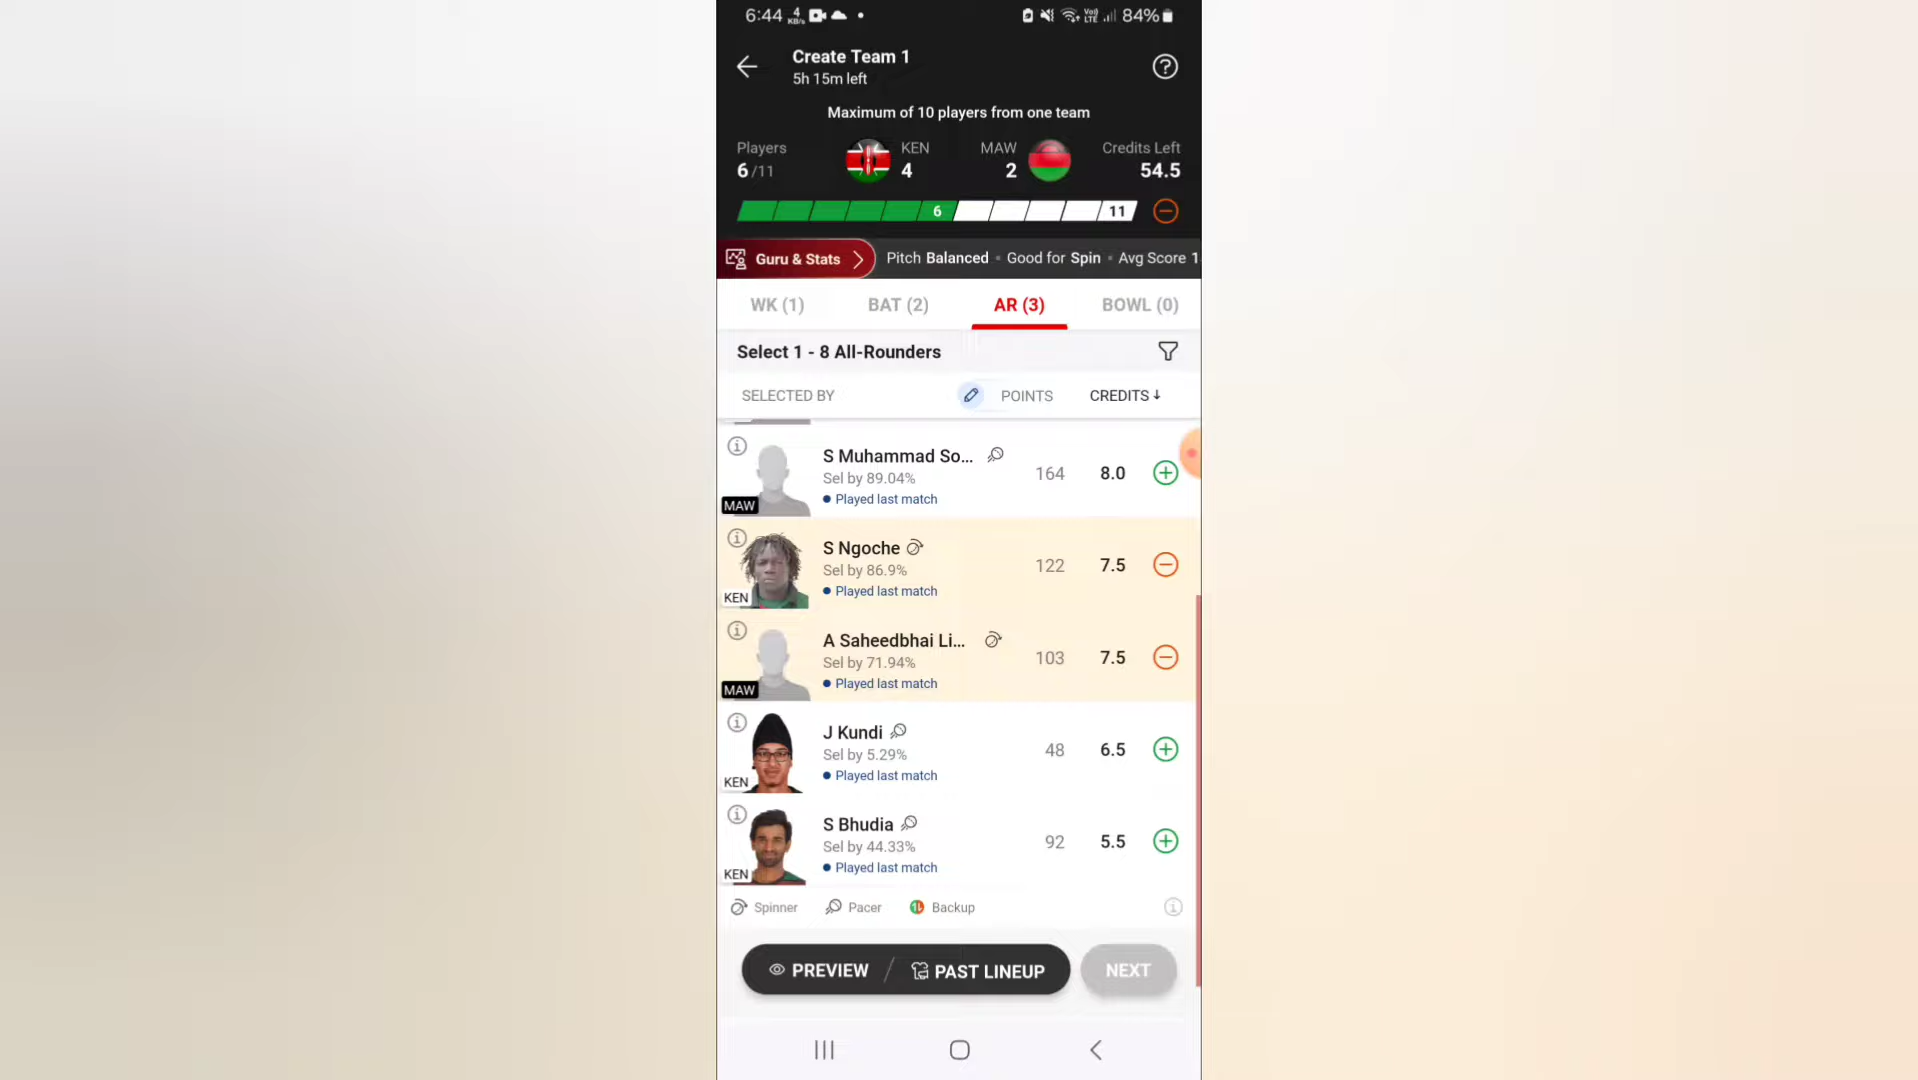 6:44 4 KB/s Vo) LTE 84%
Create Team 1
5h 15m left
Maximum of 10 players from one team
Players KEN MAW Credits Left
6/11 4 2 54.5
6 11
Guru & Stats Pitch Balanced Good for Spin Avg Score 1
WK (1) BAT (2) AR (3) BOWL (0)
Select 1 - 8 All-Rounders
SELECTED BY POINTS CREDITS↓
S Muhammad So...
Sel by 89.04% 164 8.0
Played last match
MAW
S Ngoche
Sel by 86.9% 122 7.5
Played last match
KEN
A Saheedbhai Li...
Sel by 71.94% 103 7.5
Played last match
MAW
J Kundi
Sel by 5.29% 48 6.5
Played last match
KEN
S Bhudia
Sel by 44.33% 92 5.5
Played last match
KEN
Spinner Pacer Backup
PREVIEW / PAST LINEUP NEXT